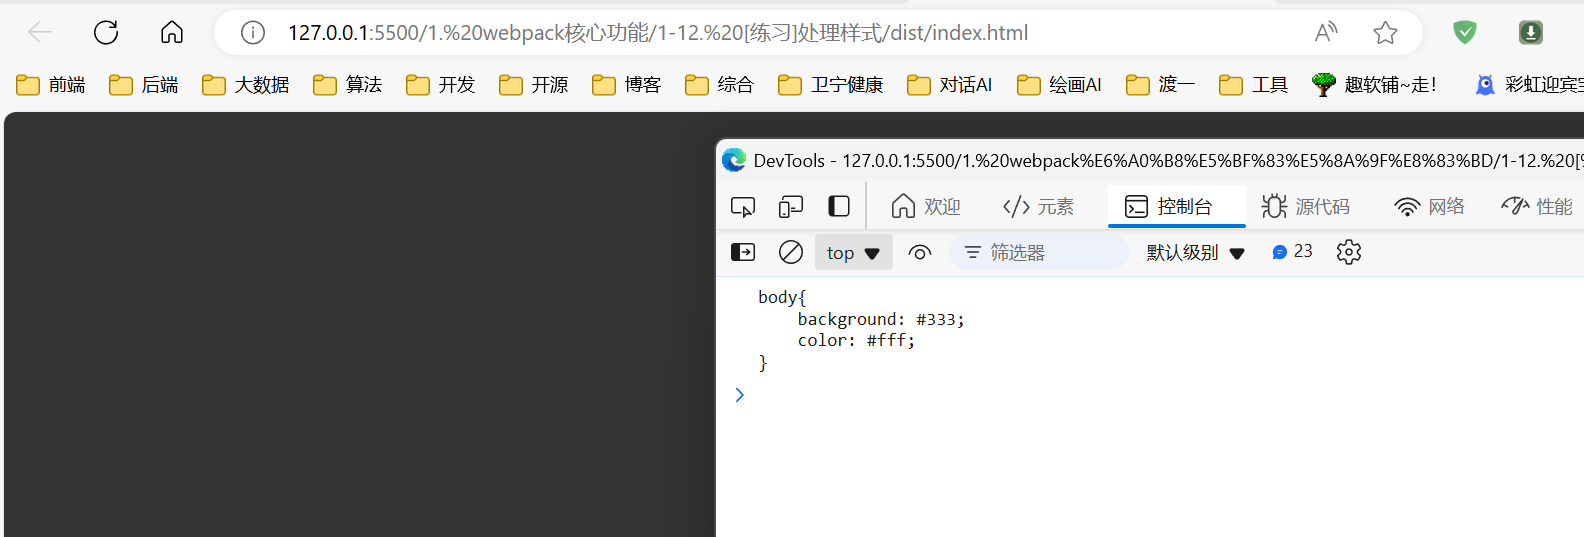 127.0.0.1:5500/1.%20webpack核心功能/1-12.%20[练习]处理样式/dist/index.html
前端 后端 大数据 算法 开发 开源 博客 综合 卫宁健康 对话AI 绘画AI 渡一 工具 趣软铺~走! 彩虹迎宾
DevTools - 127.0.0.1:5500/1.%20webpack%E6%A0%B8%E5%BF%83%E5%8A%9F%E8%83%BD/1-12.%20[%
欢迎 元素 控制台 源代码 网络 性能
top 筛选器 默认级别 23
body{
background: #333;
color: #fff;
}